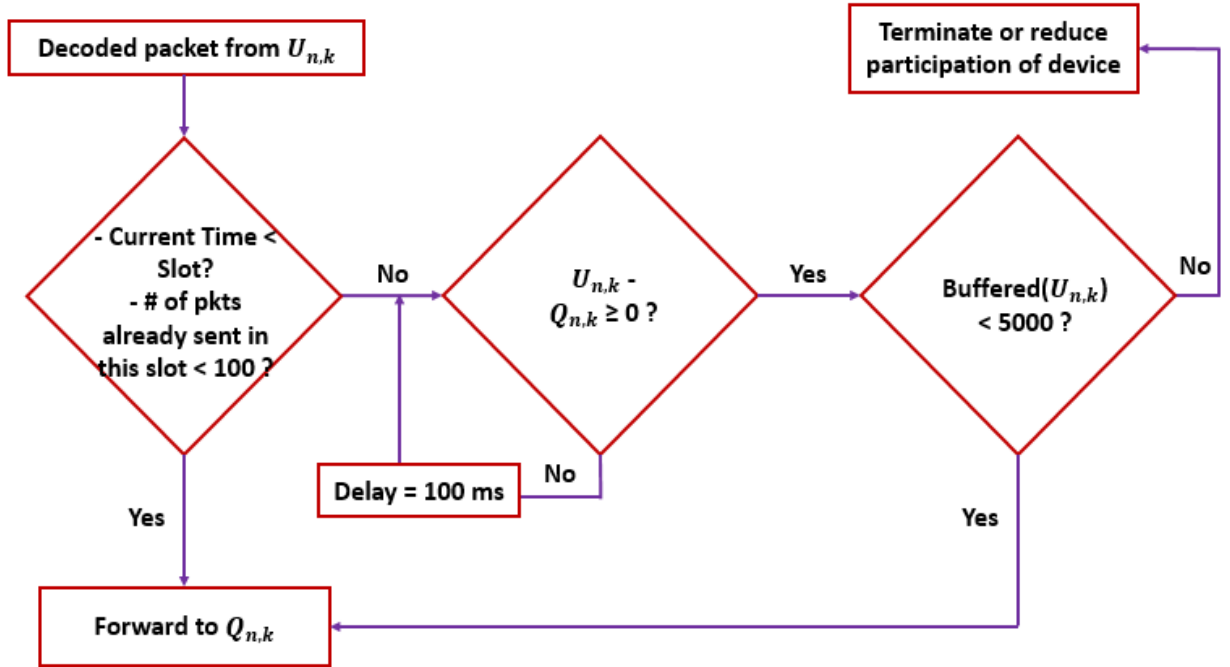 Decoded packet from U_{n,k}
Terminate or reduce
participation of device
- Current Time <
Slot?
- # of pkts
already sent in
this slot < 100 ?
No
U_{n,k} -
Q_{n,k} ≥ 0 ?
Yes
Buffered(U_{n,k})
< 5000 ?
No
Delay = 100 ms
No
Yes
Yes
Forward to Q_{n,k}